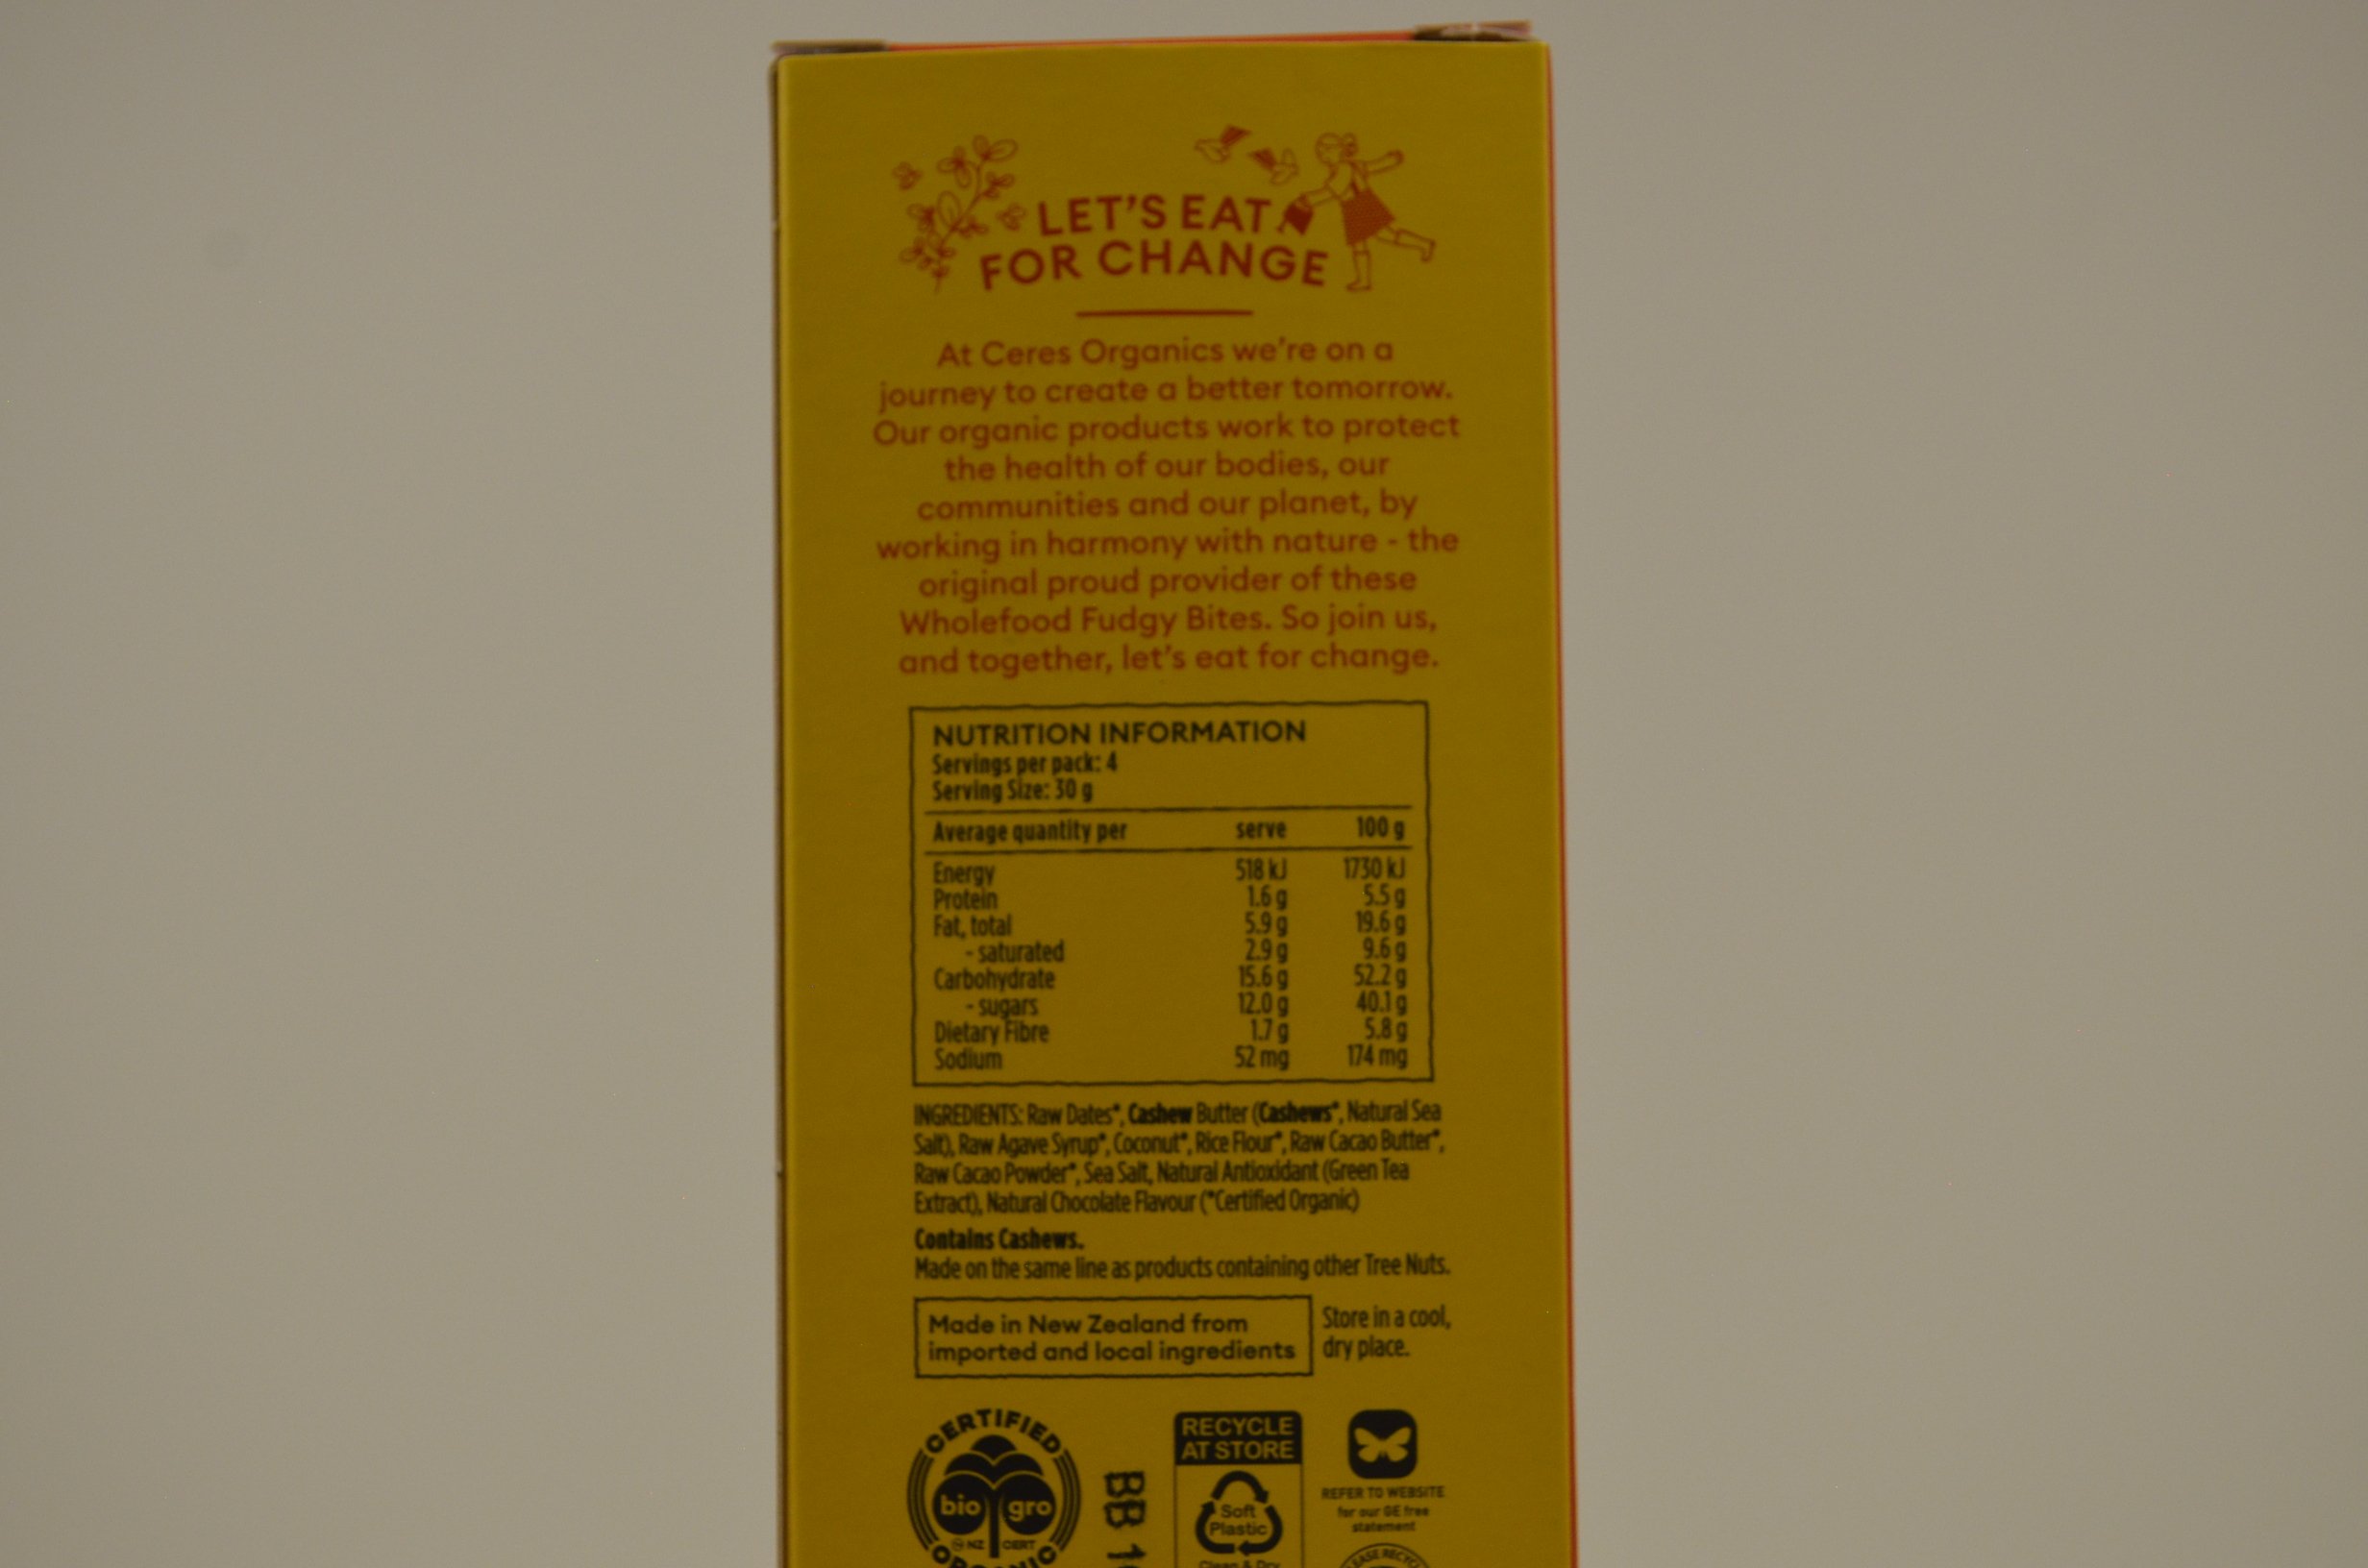 LET'S EAT
FOR CHANGE
At Ceres Organics we're on a
journey to create a better tomorrow.
Our organic products work to protect
the health of our bodies, our
communities and our planet, by
working in harmony with nature - the
original proud provider of these
Wholefood Fudgy Bites. So join us,
and together, let's eat for change.
NUTRITION INFORMATION
Servings per pack: 4
Serving Size: 30 g
Average quantity per serve 100 g
Energy 518 kJ 1730 kJ
Protein 1.6 g 5.5 g
Fat, total 5.9 g 19.6 g
- saturated 2.9 g 9.6 g
Carbohydrate 15.6 g 52.2 g
- sugars 12.0 g 40.1 g
Dietary Fibre 1.7 g 5.8 g
Sodium 52 mg 174 mg
INGREDIENTS: Raw Dates*, Cashew Butter (Cashews*, Natural Sea
Salt), Raw Agave Syrup*, Coconut*, Rice Flour*, Raw Cacao Butter*,
Raw Cacao Powder*, Sea Salt, Natural Antioxidant (Green Tea
Extract), Natural Chocolate Flavour (*Certified Organic)
Contains Cashews.
Made on the same line as products containing other Tree Nuts.
Made in New Zealand from
imported and local ingredients
Store in a cool,
dry place.
CERTIFIED
bio gro
NZ CERT
ORGANIC
BB
RECYCLE
AT STORE
Soft
Plastic
Clean & Dry
REFER TO WEBSITE
for our GE free
statement